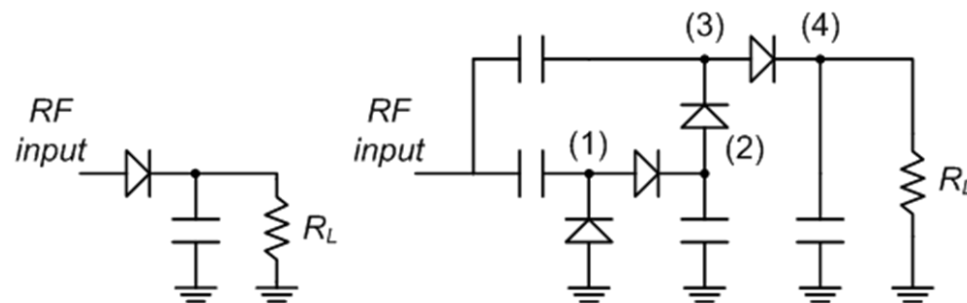 RF
input
R_L
RF
input
(1)
(2)
(3)
(4)
R_L